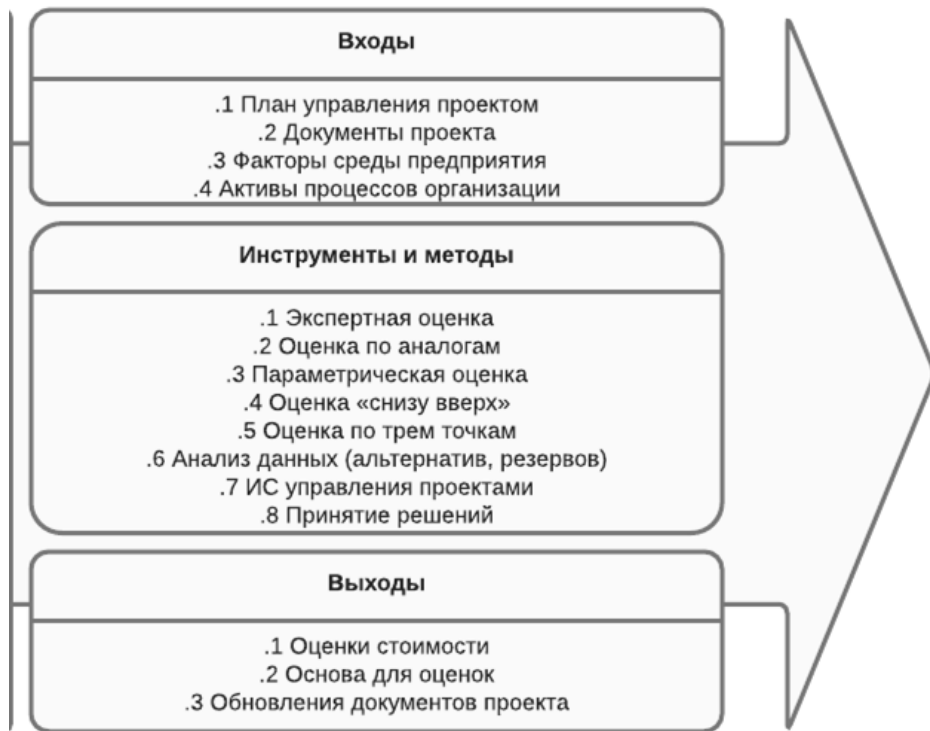 Входы
.1 План управления проектом
.2 Документы проекта
.3 Факторы среды предприятия
.4 Активы процессов организации
Инструменты и методы
.1 Экспертная оценка
.2 Оценка по аналогам
.3 Параметрическая оценка
.4 Оценка «снизу вверх»
.5 Оценка по трем точкам
.6 Анализ данных (альтернатив, резервов)
.7 ИС управления проектами
.8 Принятие решений
Выходы
.1 Оценки стоимости
.2 Основа для оценок
.3 Обновления документов проекта